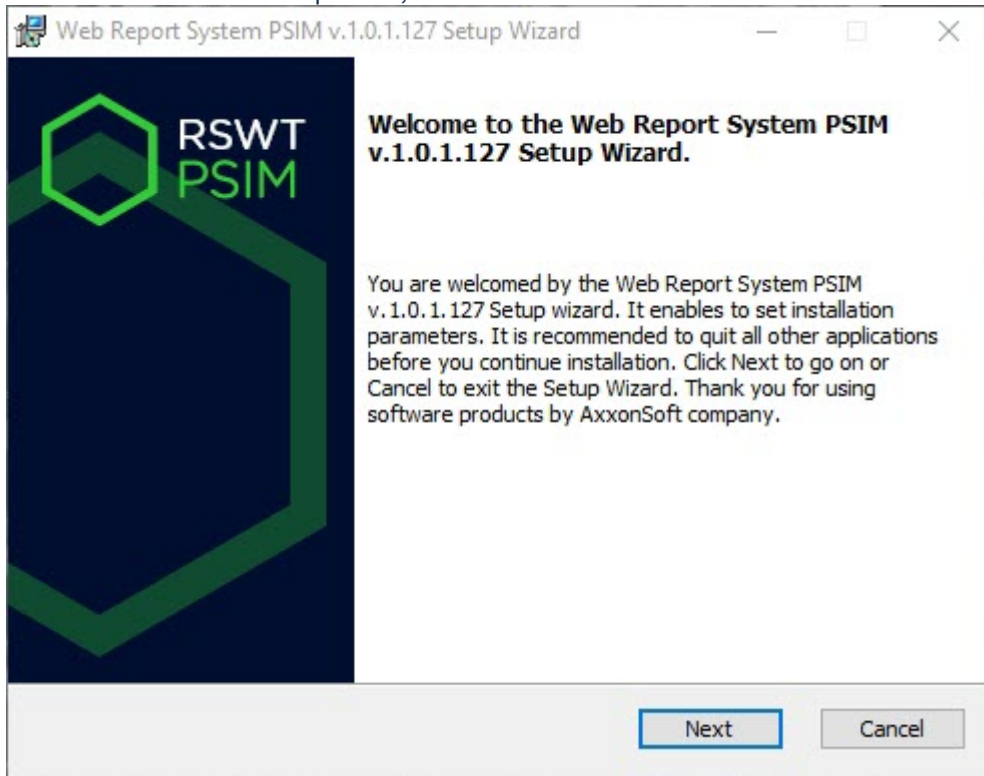 Web Report System PSIM v.1.0.1.127 Setup Wizard
RSWT
PSIM
Welcome to the Web Report System PSIM
v.1.0.1.127 Setup Wizard.
You are welcomed by the Web Report System PSIM
v.1.0.1.127 Setup wizard. It enables to set installation
parameters. It is recommended to quit all other applications
before you continue installation. Click Next to go on or
Cancel to exit the Setup Wizard. Thank you for using
software products by AxxonSoft company.
Next
Cancel